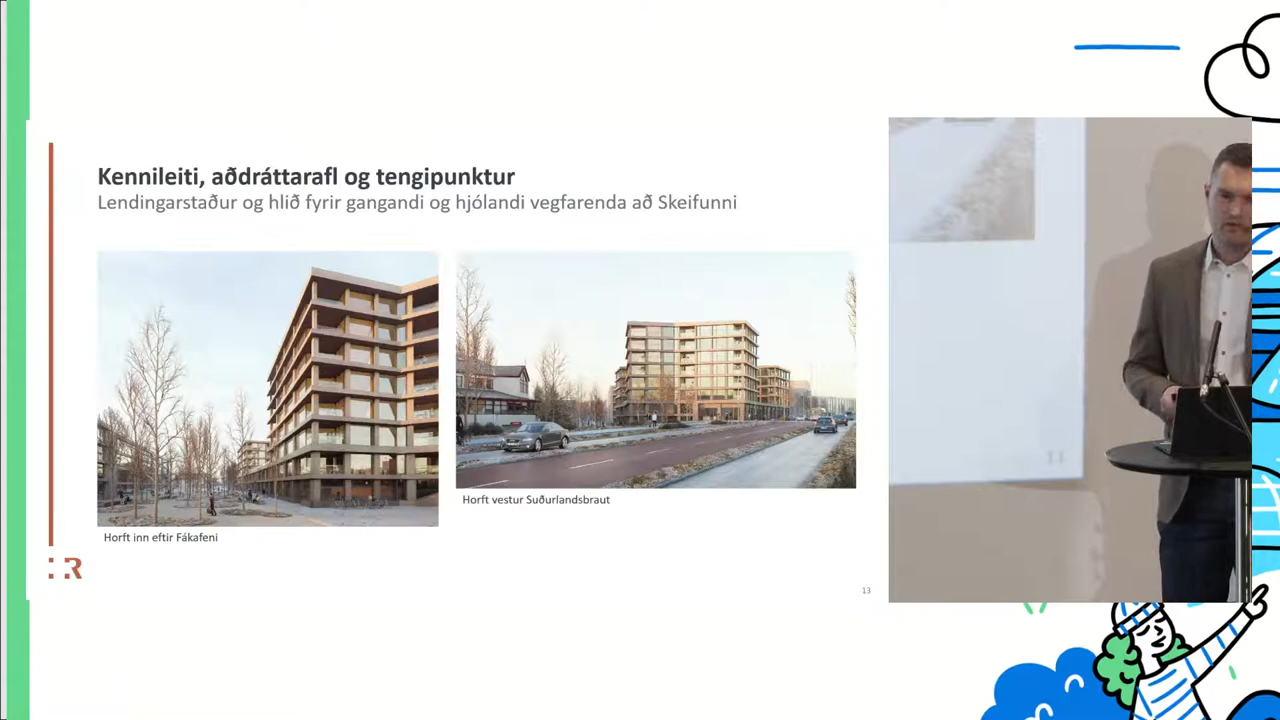 Kennileiti, aðdráttarafl og tengipunktur
Lendingarstaður og hlið fyrir gangandi og hjólandi vegfarenda að Skeifunni
Horft vestur Suðurlandsbraut
Horft inn eftir Fákafeni
:R
13
11